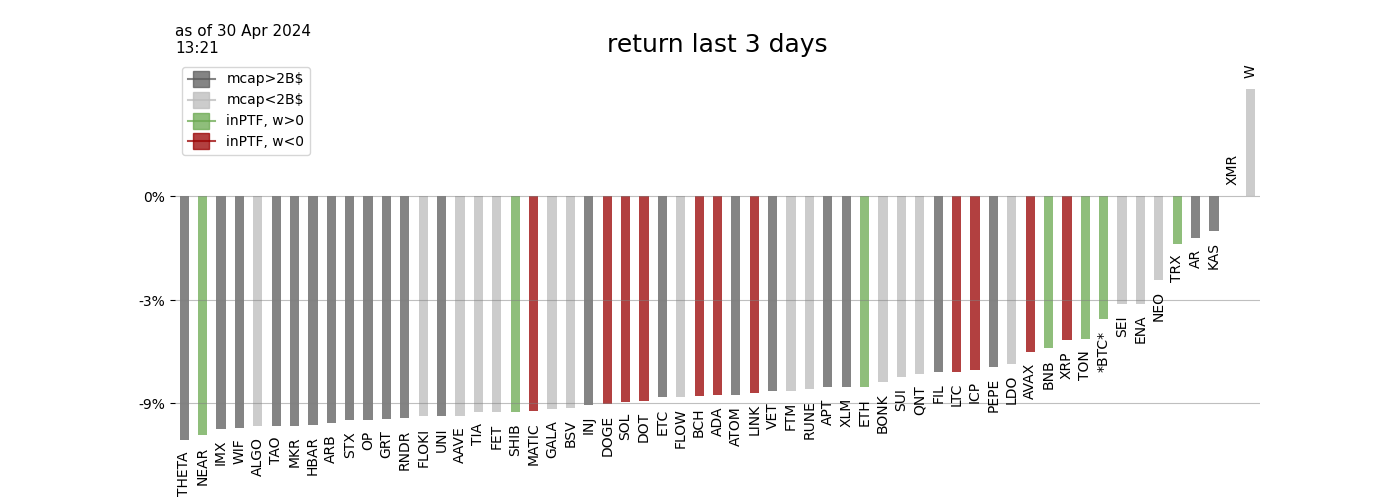 as of 30 Apr 2024
13:21
return last 3 days
mcap>2B$
mcap<2B$
inPTF, w>0
inPTF, w<0
0%
-3%
-9%
THETA
NEAR
IMX
WIF
ALGO
TAO
MKR
HBAR
ARB
STX
OP
GRT
RNDR
FLOKI
UNI
AAVE
TIA
FET
SHIB
MATIC
GALA
BSV
INJ
DOGE
SOL
DOT
ETC
FLOW
BCH
ADA
ATOM
LINK
VET
FTM
RUNE
APT
XLM
ETH
BONK
SUI
QNT
FIL
LTC
ICP
PEPE
LDO
AVAX
BNB
XRP
TON
*BTC*
SEI
ENA
NEO
TRX
AR
KAS
XMR
W